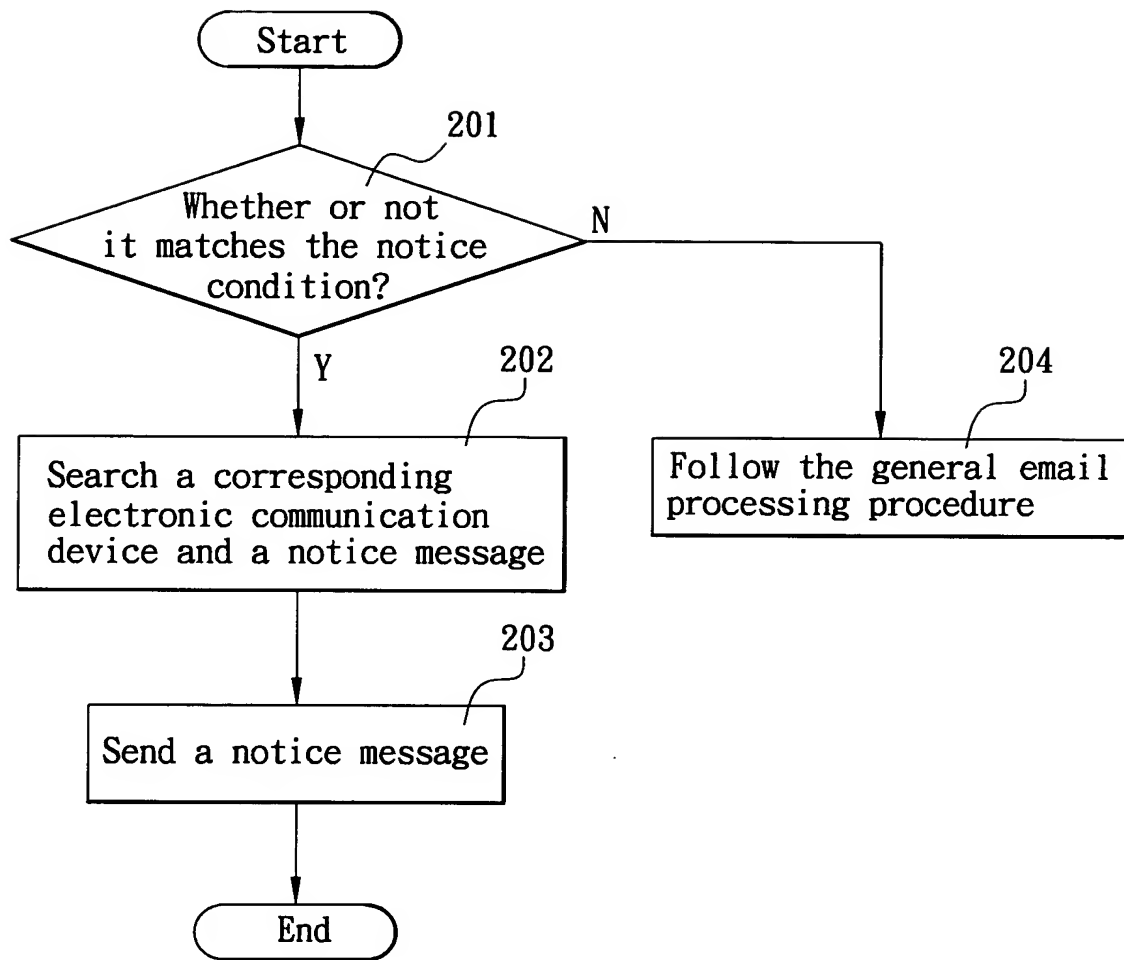 Start
201
Whether or not
it matches the notice
condition?
N
Y
202
Search a corresponding
electronic communication
device and a notice message
204
Follow the general email
processing procedure
203
Send a notice message
End